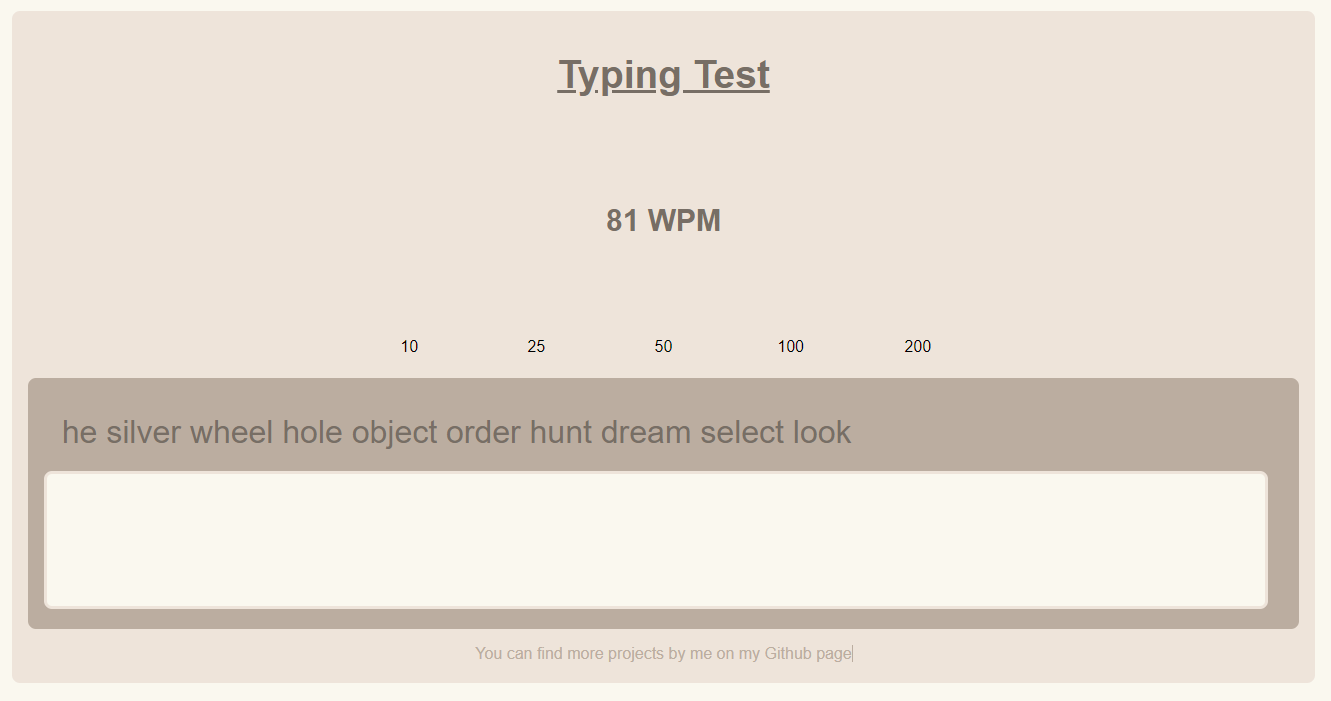 Typing Test
81 WPM
10 25 50 100 200
he silver wheel hole object order hunt dream select look
You can find more projects by me on my Github page